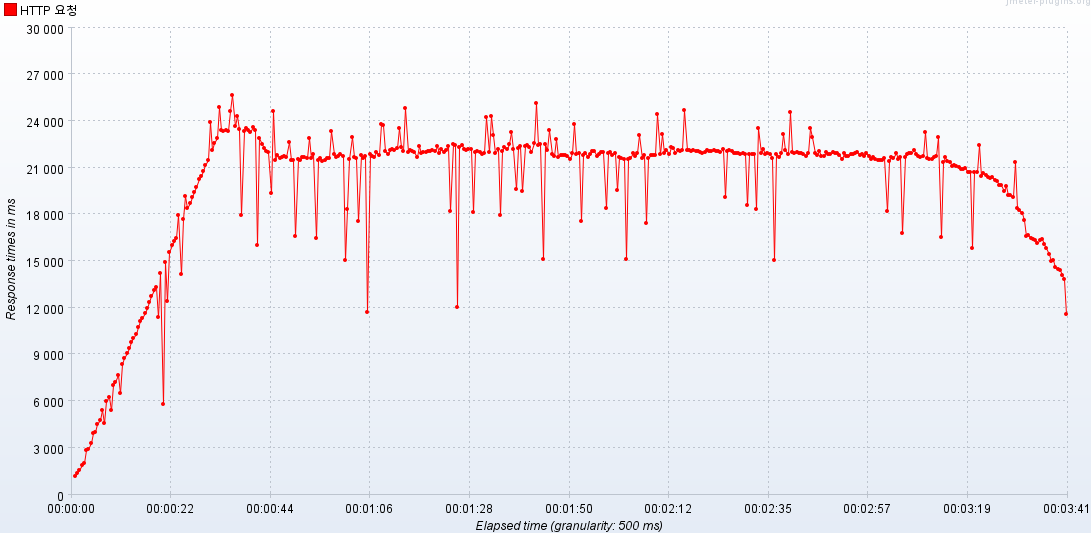 jmeter-plugins.org
HTTP 요청
30 000
27 000
24 000
21 000
18 000
15 000
12 000
9 000
6 000
3 000
0
Response times in ms
00:00:00 00:00:22 00:00:44 00:01:06 00:01:28 00:01:50 00:02:12 00:02:35 00:02:57 00:03:19 00:03:41
Elapsed time (granularity: 500 ms)